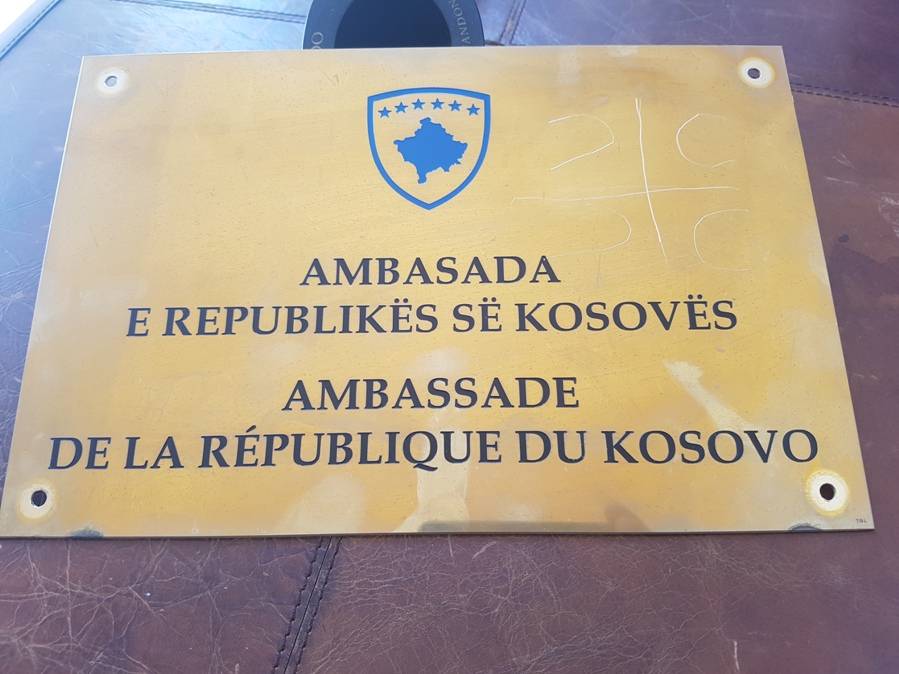 AMBASADA
E REPUBLIKËS SË KOSOVËS
AMBASSADE
DE LA RÉPUBLIQUE DU KOSOVO